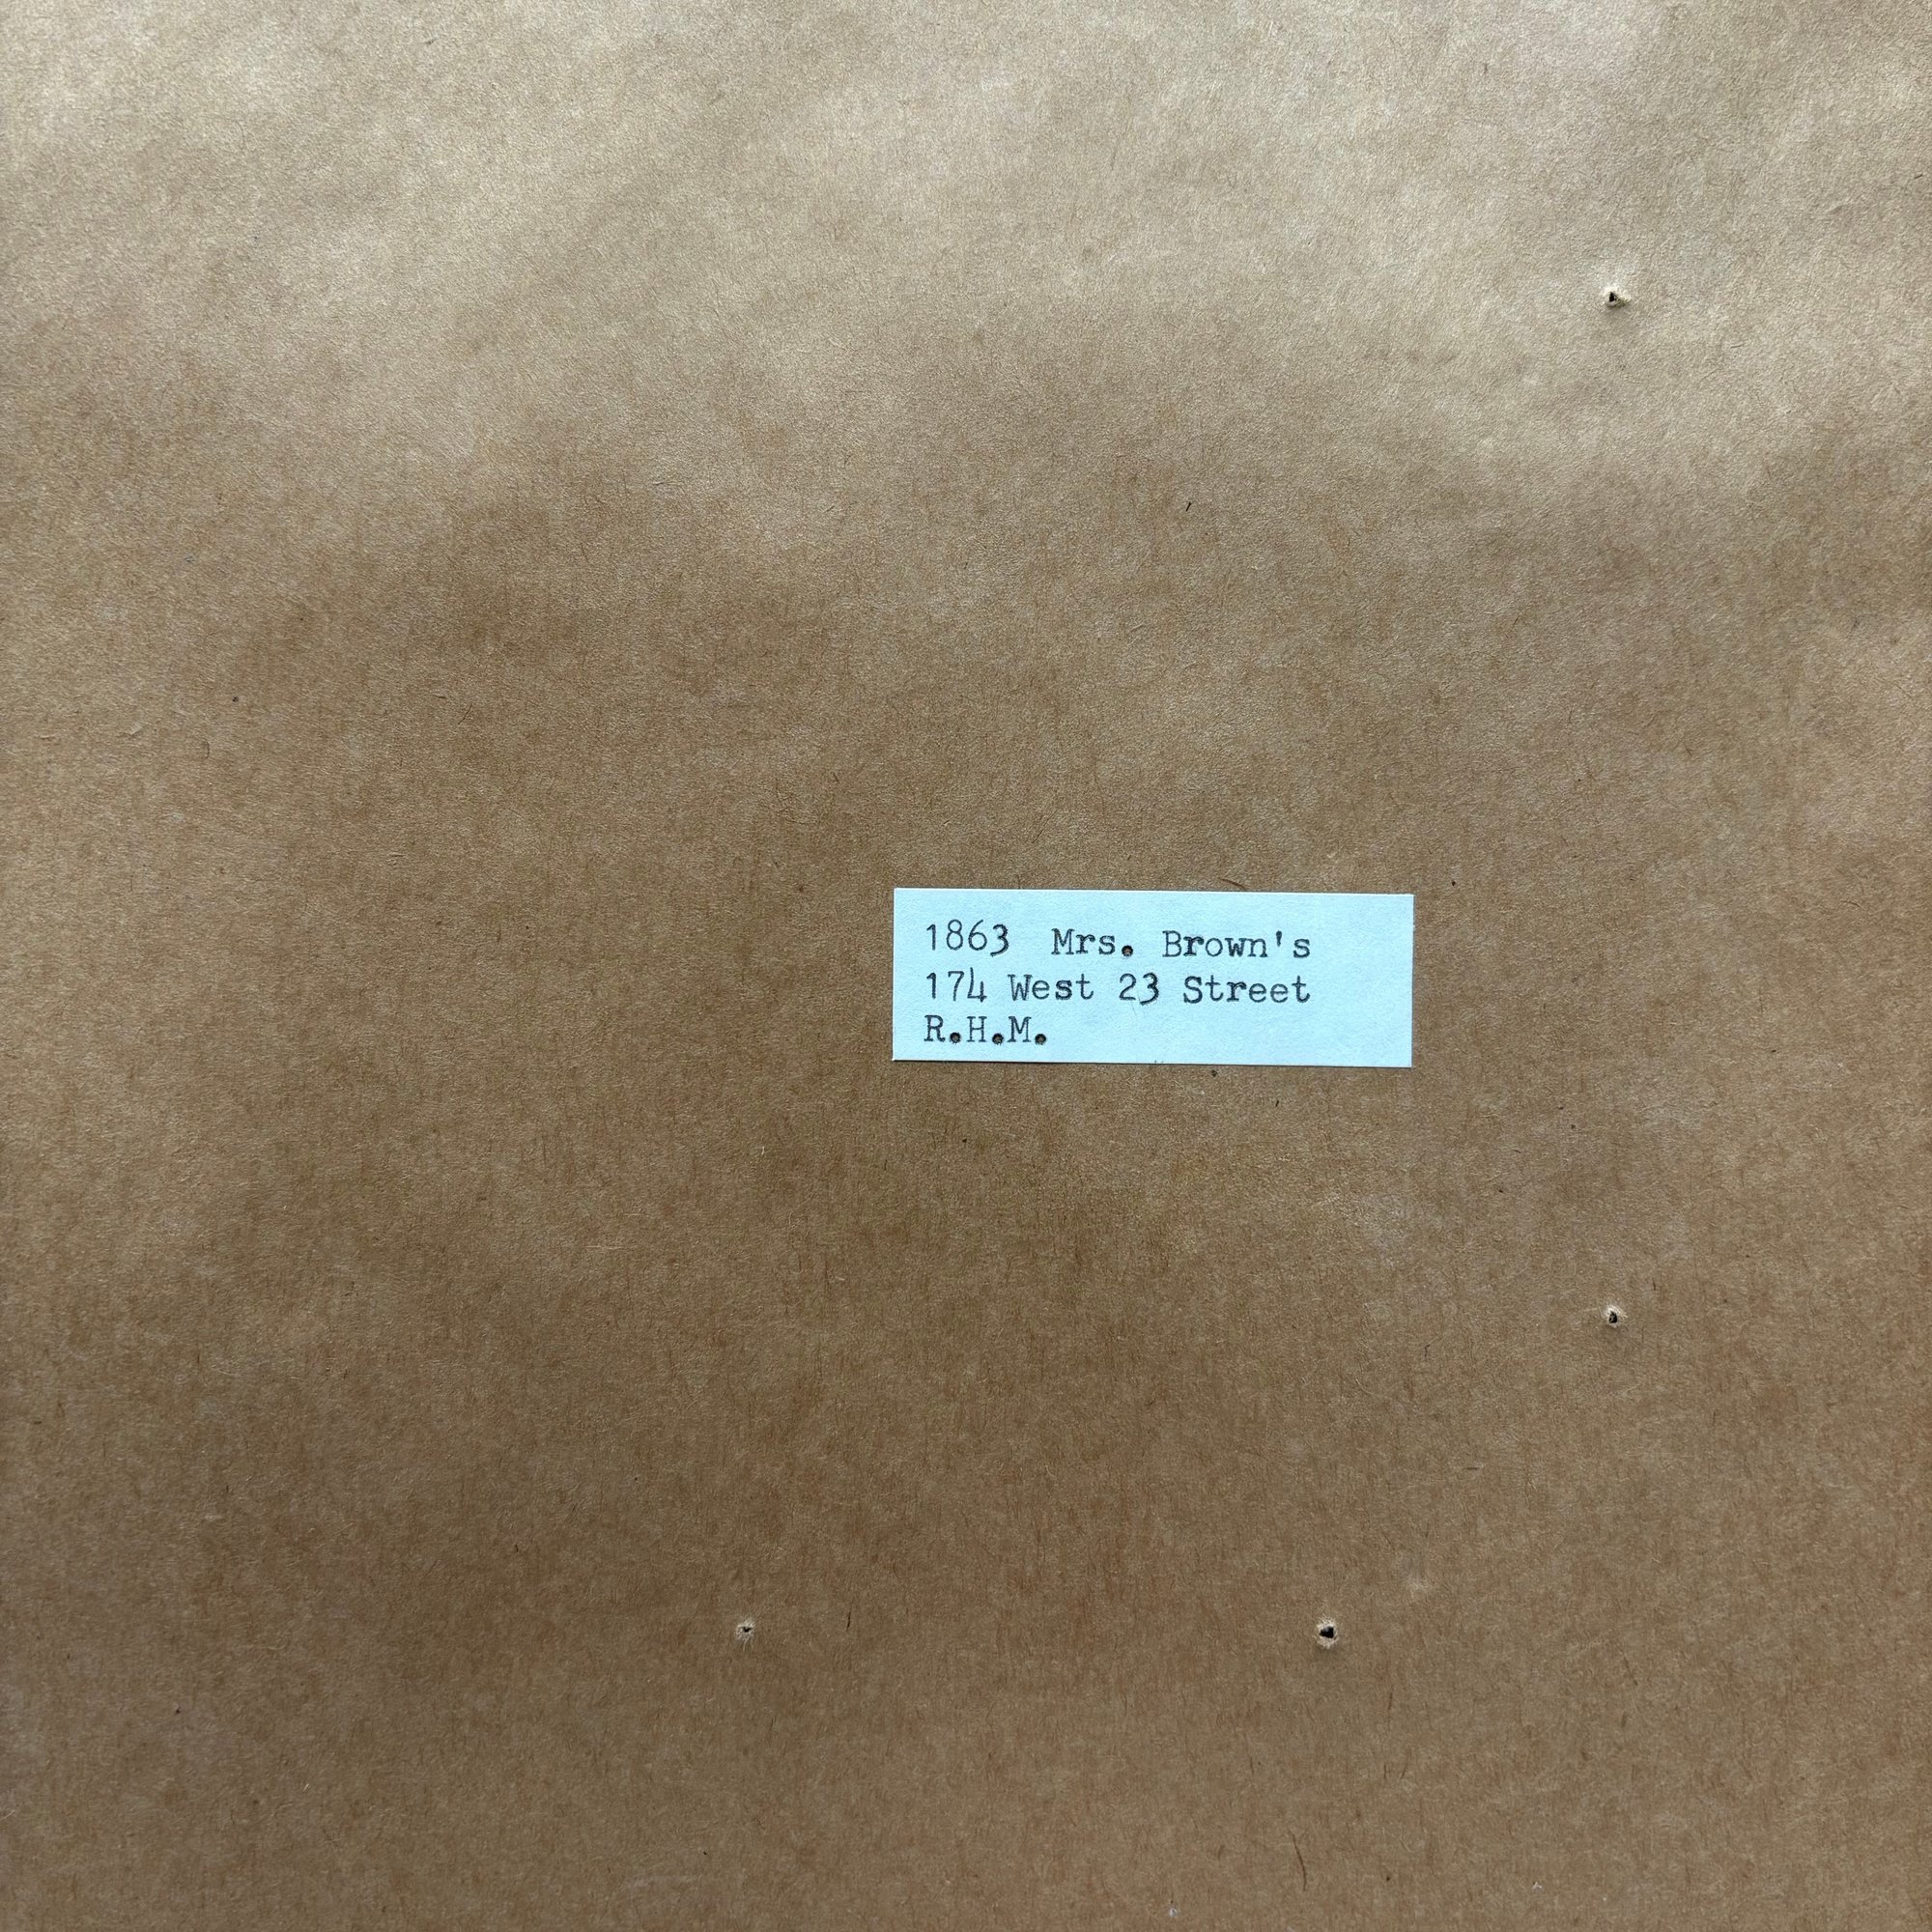 1863  Mrs. Brown's
174 West 23 Street
R.H.M.